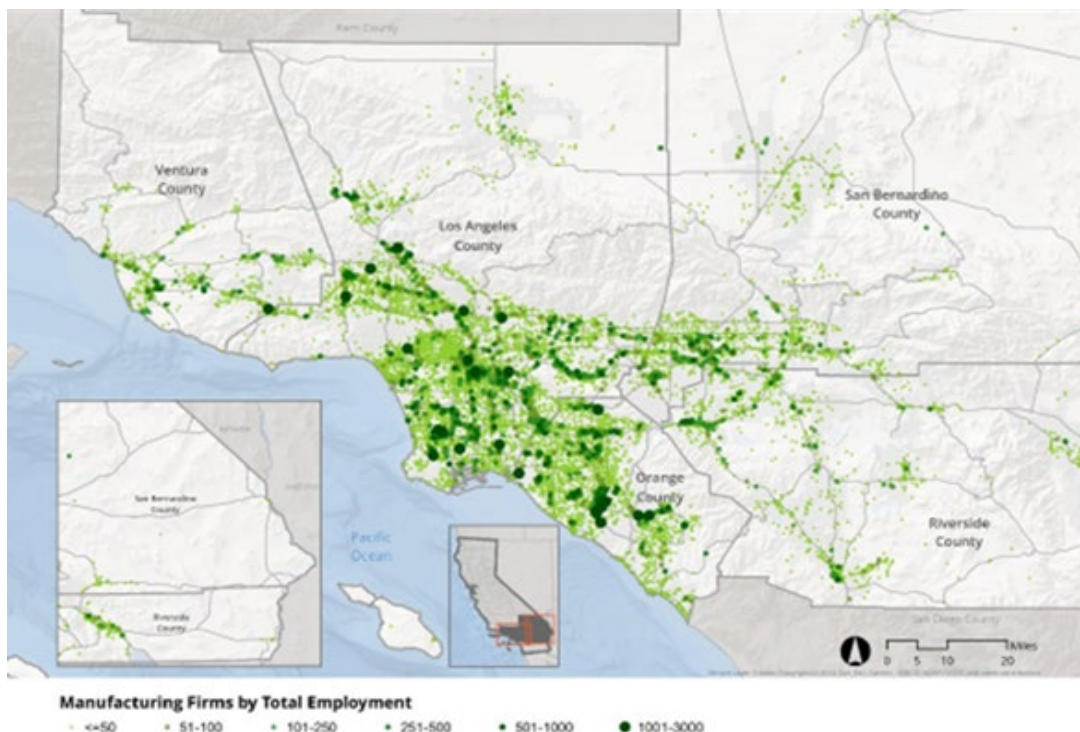 Kern County
Ventura
County
Los Angeles
County
San Bernardino
County
San Bernardino
County
Orange
County
Pacific
Ocean
Riverside
County
Riverside
County
San Diego County
Miles
0 5 10 20
Manufacturing Firms by Total Employment
<=50 51-100 101-250 251-500 501-1000 1001-3000